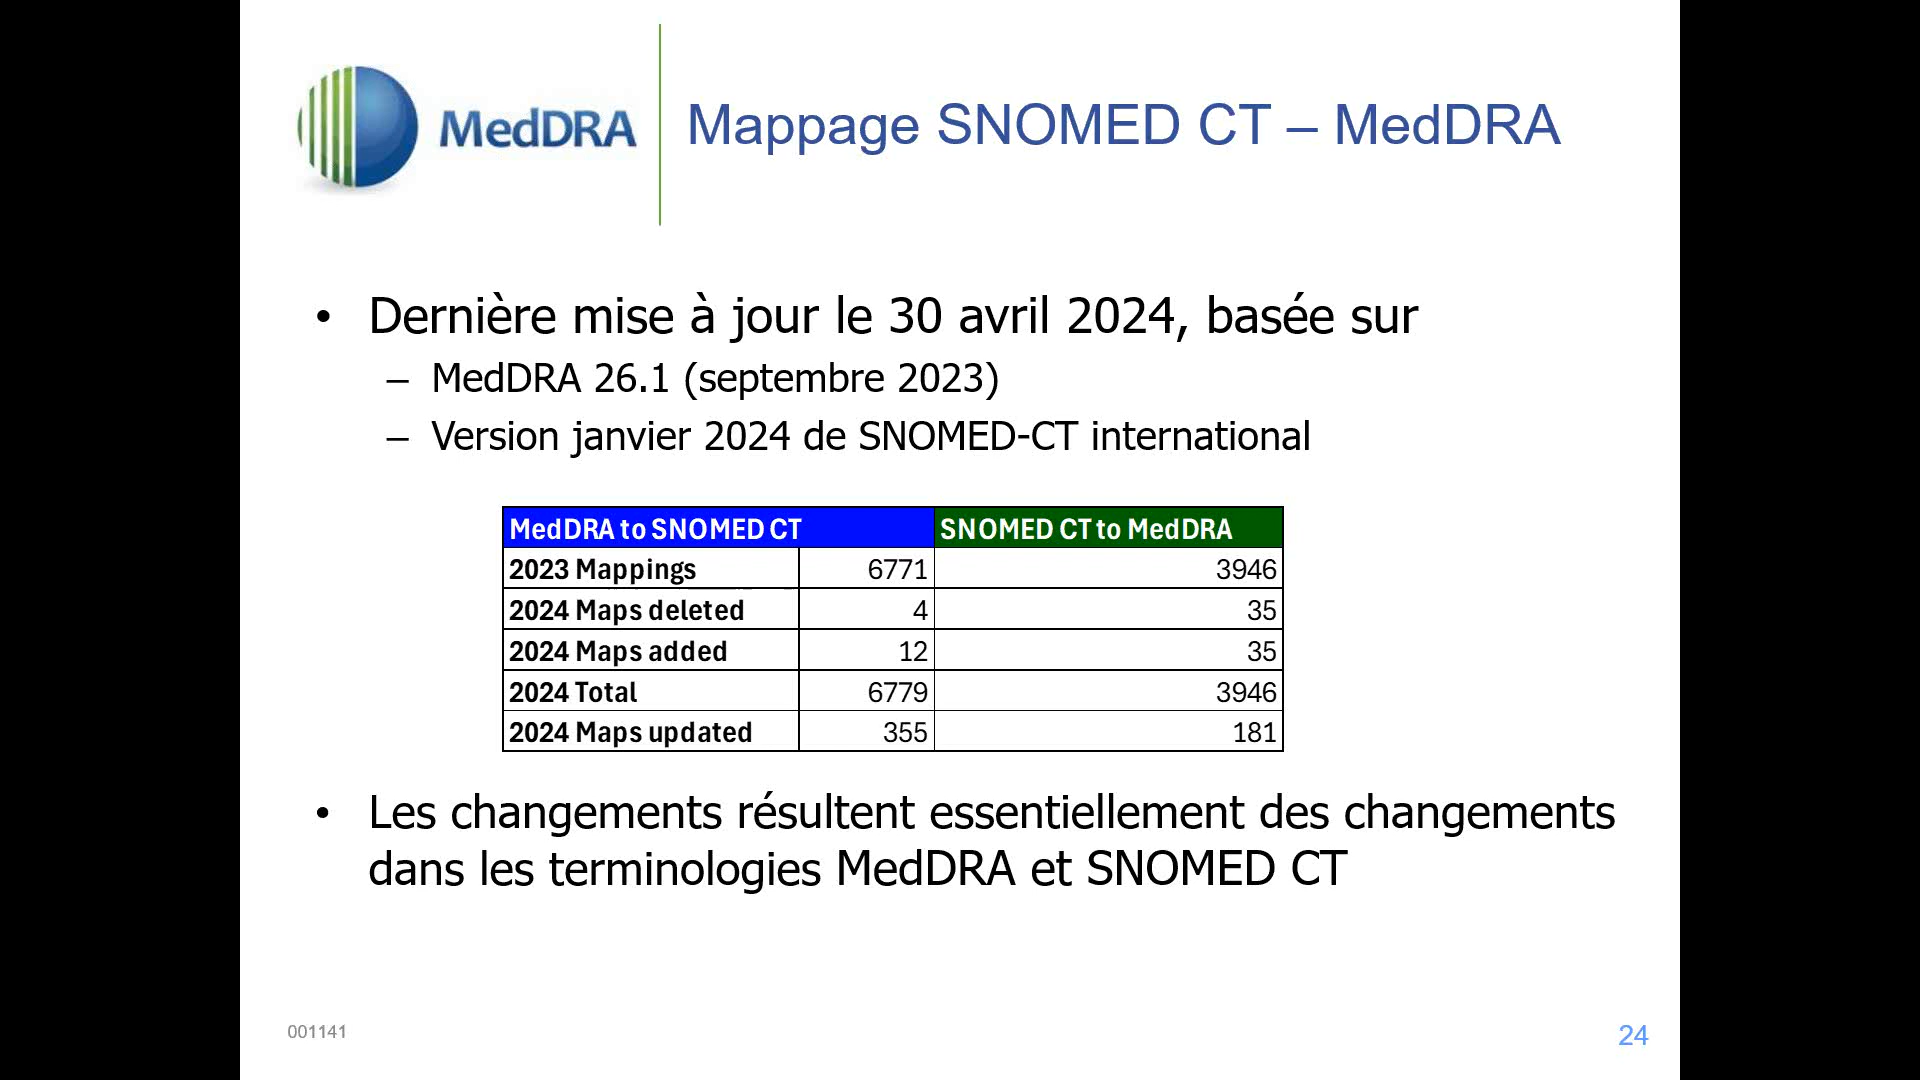 MedDRA
Mappage SNOMED CT – MedDRA
• Dernière mise à jour le 30 avril 2024, basée sur
– MedDRA 26.1 (septembre 2023)
– Version janvier 2024 de SNOMED-CT international
MedDRA to SNOMED CT SNOMED CT to MedDRA
2023 Mappings 6771 3946
2024 Maps deleted 4 35
2024 Maps added 12 35
2024 Total 6779 3946
2024 Maps updated 355 181
• Les changements résultent essentiellement des changements
dans les terminologies MedDRA et SNOMED CT
001141
24